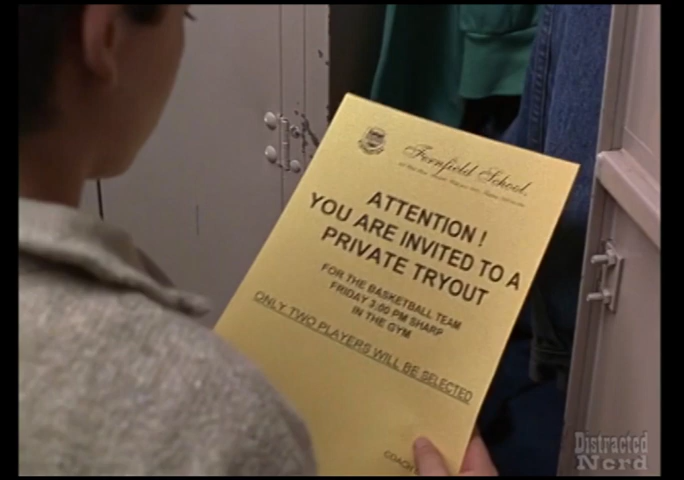 Fernfield School
ATTENTION!
YOU ARE INVITED TO A
PRIVATE TRYOUT
FOR THE BASKETBALL TEAM
FRIDAY 3:00 PM SHARP
IN THE GYM
ONLY TWO PLAYERS WILL BE SELECTED
COACH
Distracted
Nerd